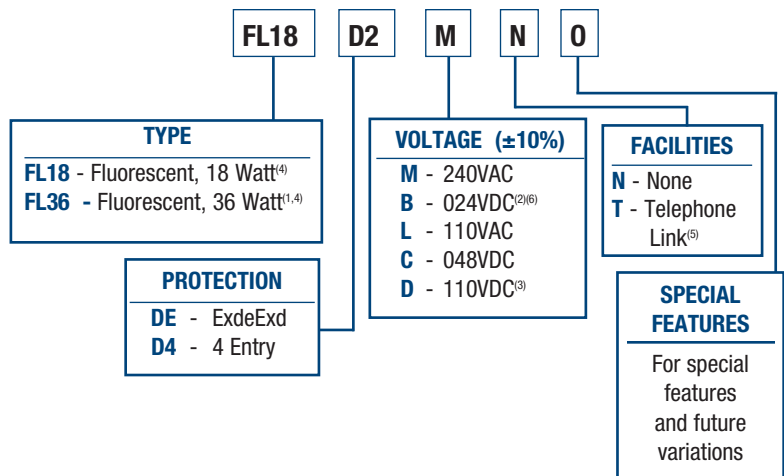 FL18 D2 M N 0
TYPE
FL18 - Fluorescent, 18 Watt(4)
FL36 - Fluorescent, 36 Watt(1,4)
PROTECTION
DE - ExdeExd
D4 - 4 Entry
VOLTAGE (±10%)
M - 240VAC
B - 024VDC(2)(6)
L - 110VAC
C - 048VDC
D - 110VDC(3)
FACILITIES
N - None
T - Telephone
Link(5)
SPECIAL
FEATURES
For special
features
and future
variations